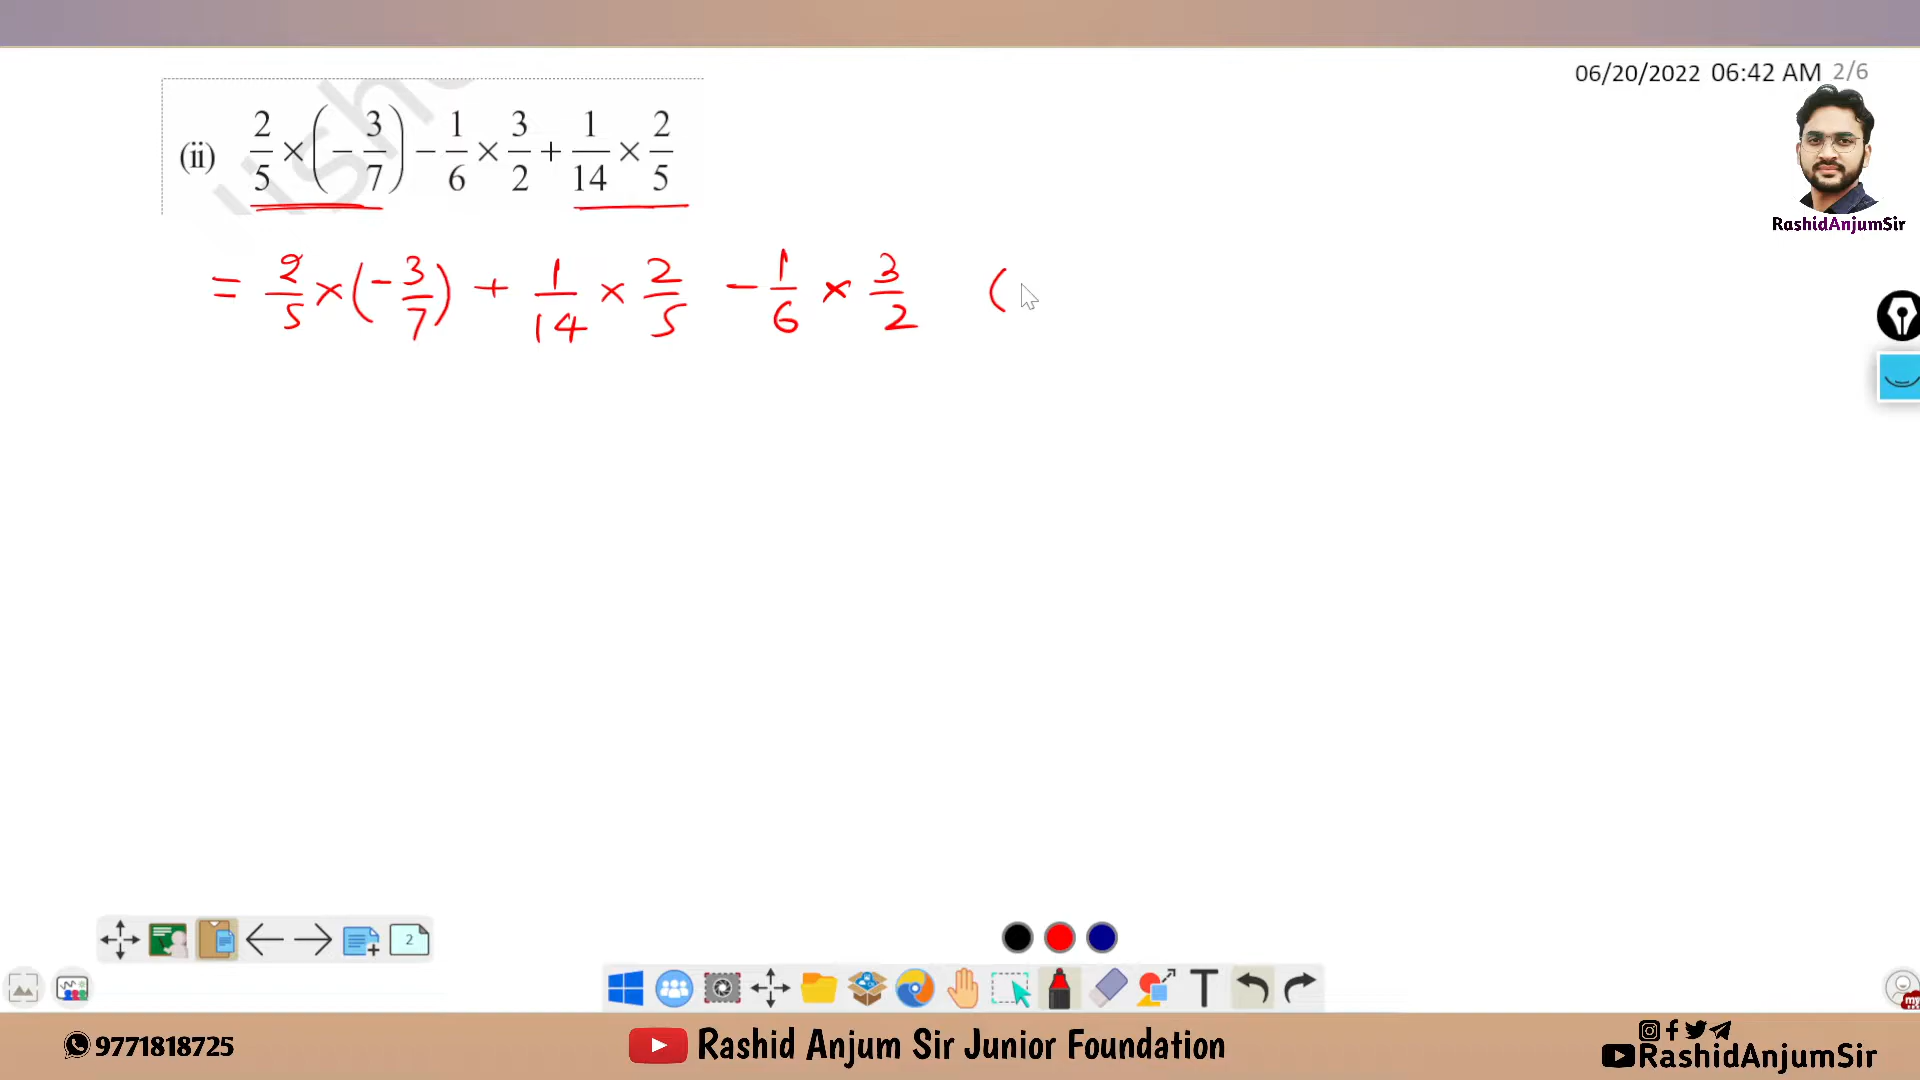 06/20/2022 06:42 AM 2/6
(ii) 2/5 × (− 3/7) − 1/6 × 3/2 + 1/14 × 2/5
RashidAnjumSir
= 2/5 × (− 3/7) + 1/14 × 2/5 − 1/6 × 3/2 (
2
T
9771818725
Rashid Anjum Sir Junior Foundation
RashidAnjumSir